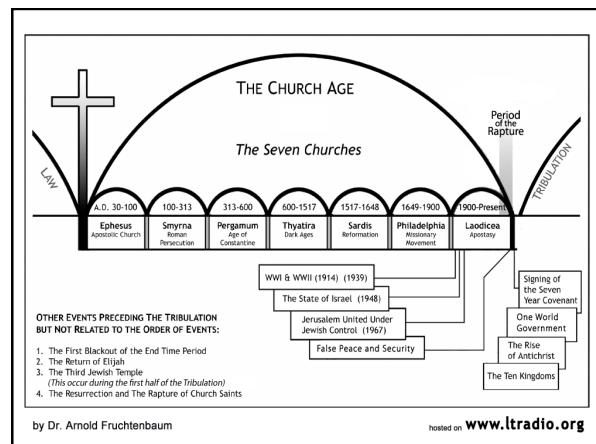 THE CHURCH AGE
Period
of the
Rapture
The Seven Churches
LAW
TRIBULATION
A.D. 30-100
100-313
313-600
600-1517
1517-1648
1649-1900
1900-Present
Ephesus
Apostolic Church
Smyrna
Roman
Persecution
Pergamum
Age of
Constantine
Thyatira
Dark Ages
Sardis
Reformation
Philadelphia
Missionary
Movement
Laodicea
Apostasy
WWI & WWII (1914) (1939)
The State of Israel (1948)
Jerusalem United Under
Jewish Control (1967)
False Peace and Security
Signing of
the Seven
Year Covenant
One World
Government
The Rise
of Antichrist
The Ten Kingdoms
OTHER EVENTS PRECEDING THE TRIBULATION
BUT NOT RELATED TO THE ORDER OF EVENTS:
1. The First Blackout of the End Time Period
2. The Return of Elijah
3. The Third Jewish Temple
(This occur during the first half of the Tribulation)
4. The Resurrection and The Rapture of Church Saints
by Dr. Arnold Fruchtenbaum
hosted on www.ltradio.org